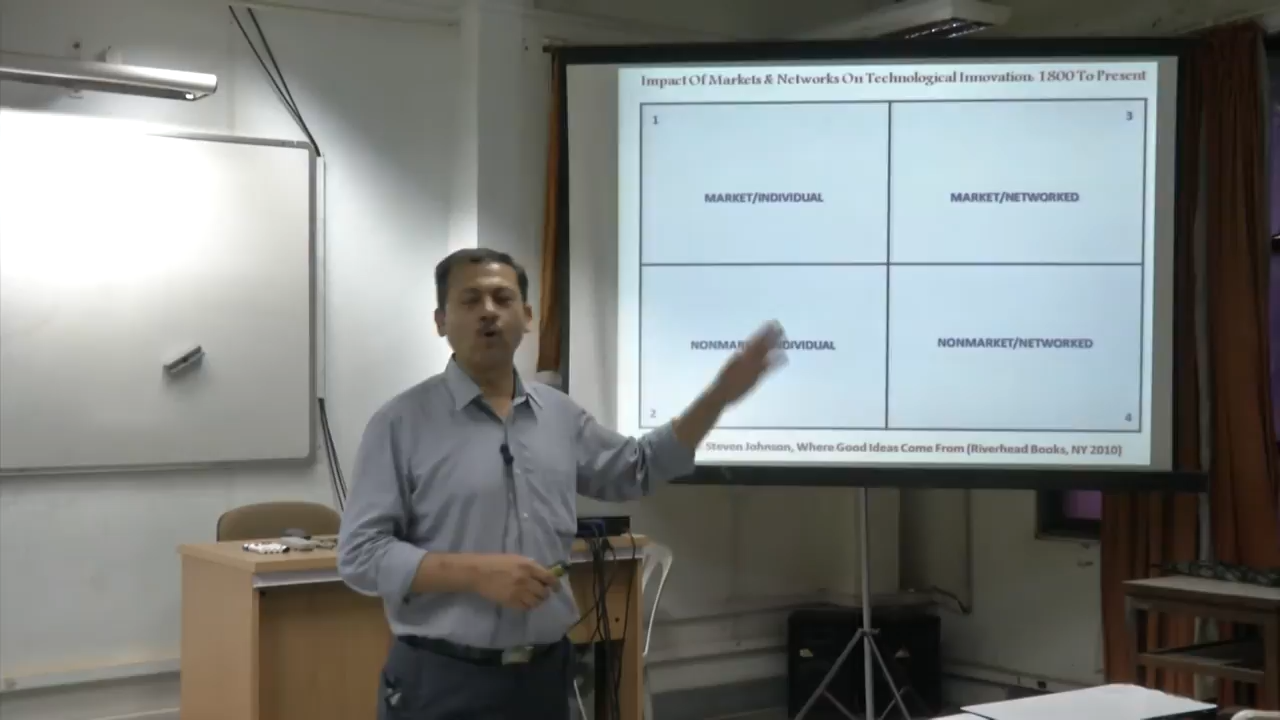 Impact Of Markets & Networks On Technological Innovation: 1800 To Present
1
3
MARKET/INDIVIDUAL
MARKET/NETWORKED
NONMARKET/NETWORKED
2
4
Steven Johnson, Where Good Ideas Come From (Riverhead Books, NY 2010)